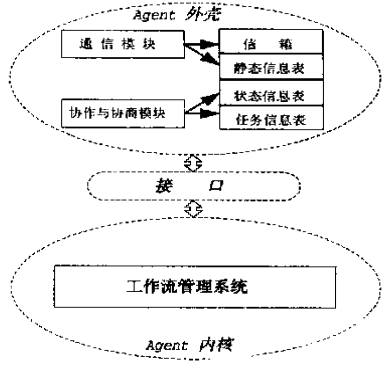 Agent 外壳
通信模块
信 箱
静态信息表
协作与协商模块
状态信息表
任务信息表
接 口
工作流管理系统
Agent 内核